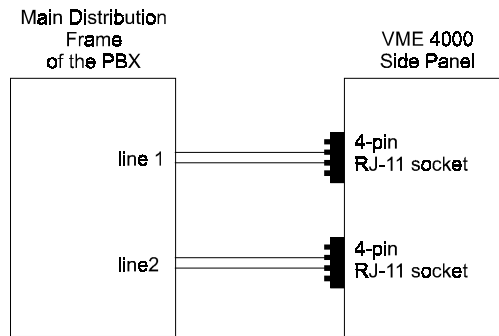 Main Distribution
Frame
of the PBX
VME 4000
Side Panel
line 1
4-pin
RJ-11 socket
line2
4-pin
RJ-11 socket